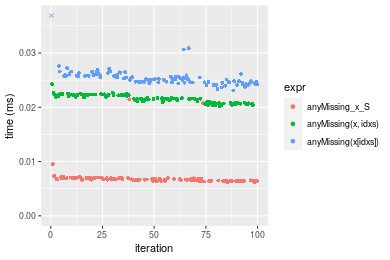 time (ms)
0.03
0.02
0.01
0.00
0
25
50
75
100
iteration
expr
anyMissing_x_S
anyMissing(x, idxs)
anyMissing(x[idxs])